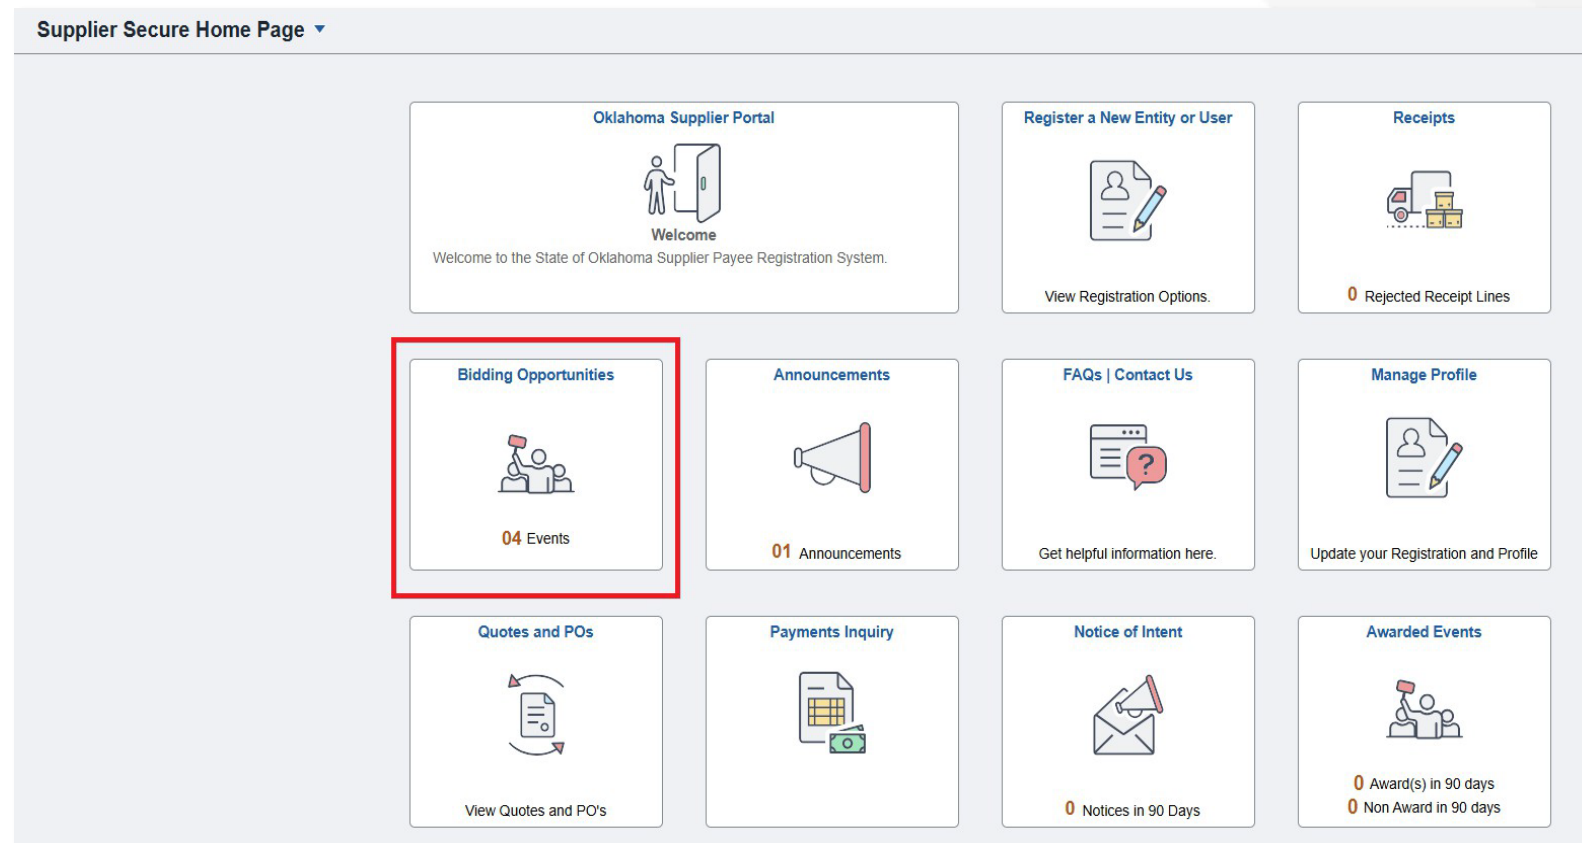 Supplier Secure Home Page
Oklahoma Supplier Portal
Welcome
Welcome to the State of Oklahoma Supplier Payee Registration System.
Register a New Entity or User
View Registration Options.
Receipts
0 Rejected Receipt Lines
Bidding Opportunities
04 Events
Announcements
01 Announcements
FAQs | Contact Us
?
Get helpful information here.
Manage Profile
Update your Registration and Profile
Quotes and POs
View Quotes and PO's
Payments Inquiry
Notice of Intent
0 Notices in 90 Days
Awarded Events
0 Award(s) in 90 days
0 Non Award in 90 days